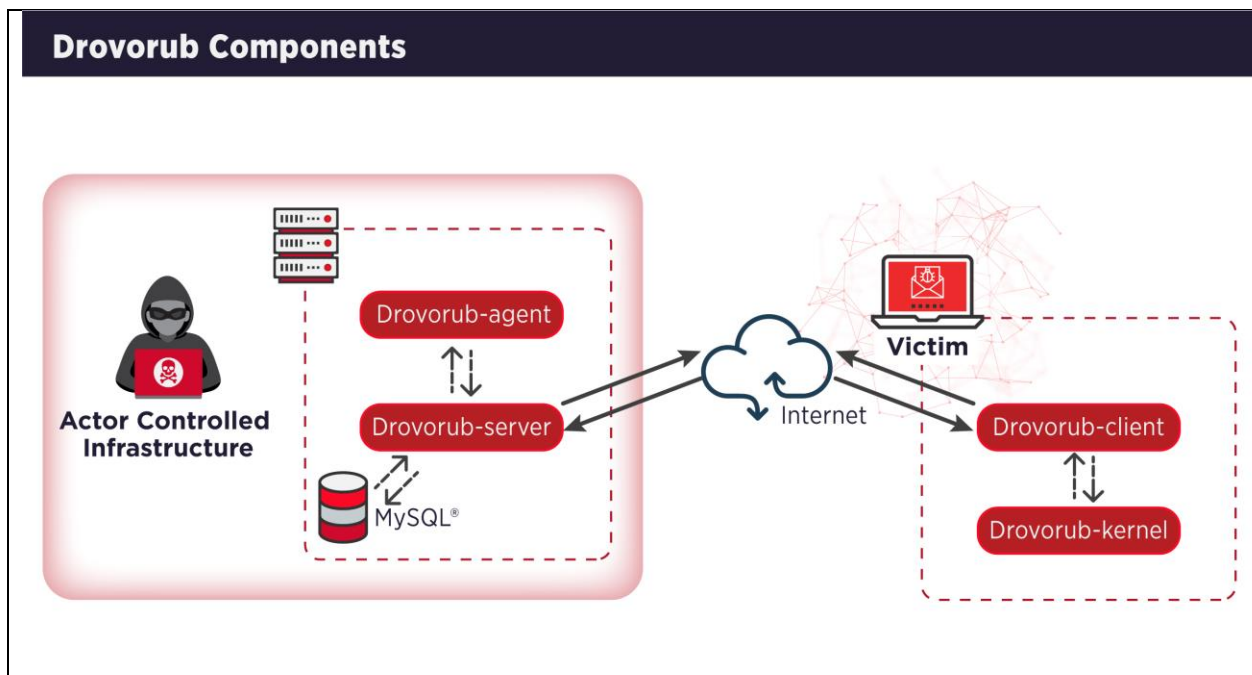 Drovorub Components
Drovorub-agent
Actor Controlled
Infrastructure
Drovorub-server
MySQL®
Internet
Victim
Drovorub-client
Drovorub-kernel